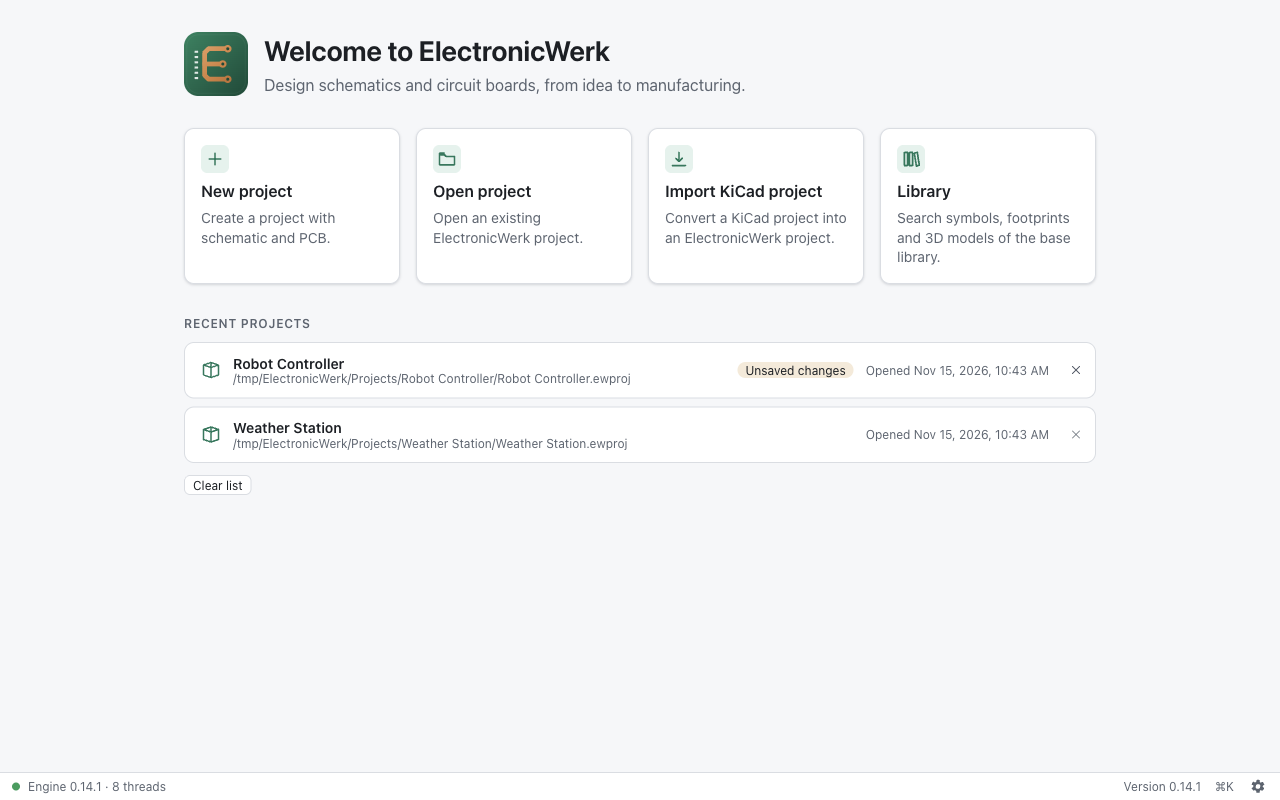 Welcome to ElectronicWerk
Design schematics and circuit boards, from idea to manufacturing.
New project
Create a project with
schematic and PCB.
Open project
Open an existing
ElectronicWerk project.
Import KiCad project
Convert a KiCad project into
an ElectronicWerk project.
Library
Search symbols, footprints
and 3D models of the base
library.
RECENT PROJECTS
Robot Controller
/tmp/ElectronicWerk/Projects/Robot Controller/Robot Controller.ewproj
Unsaved changes
Opened Nov 15, 2026, 10:43 AM
Weather Station
/tmp/ElectronicWerk/Projects/Weather Station/Weather Station.ewproj
Opened Nov 15, 2026, 10:43 AM
Clear list
Engine 0.14.1 · 8 threads
Version 0.14.1
⌘K